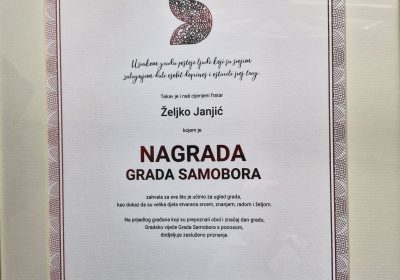 U svakom gradu postoje ljudi koji su svojim
zalaganjem dali osobit doprinos i ostavili svoj trag.
Takav je i naš cijenjeni fratar
Željko Janjić
kojem je
NAGRADA
GRADA SAMOBORA
zahvala za sve što je učinio za ugled grada,
kao dokaz da su velika djela stvarana srcem, znanjem, radom i željom.
Na prijedlog građana koji su prepoznali obol i značaj dan gradu,
Gradsko vijeće Grada Samobora s ponosom,
dodjeljuje zasluženo priznanje.